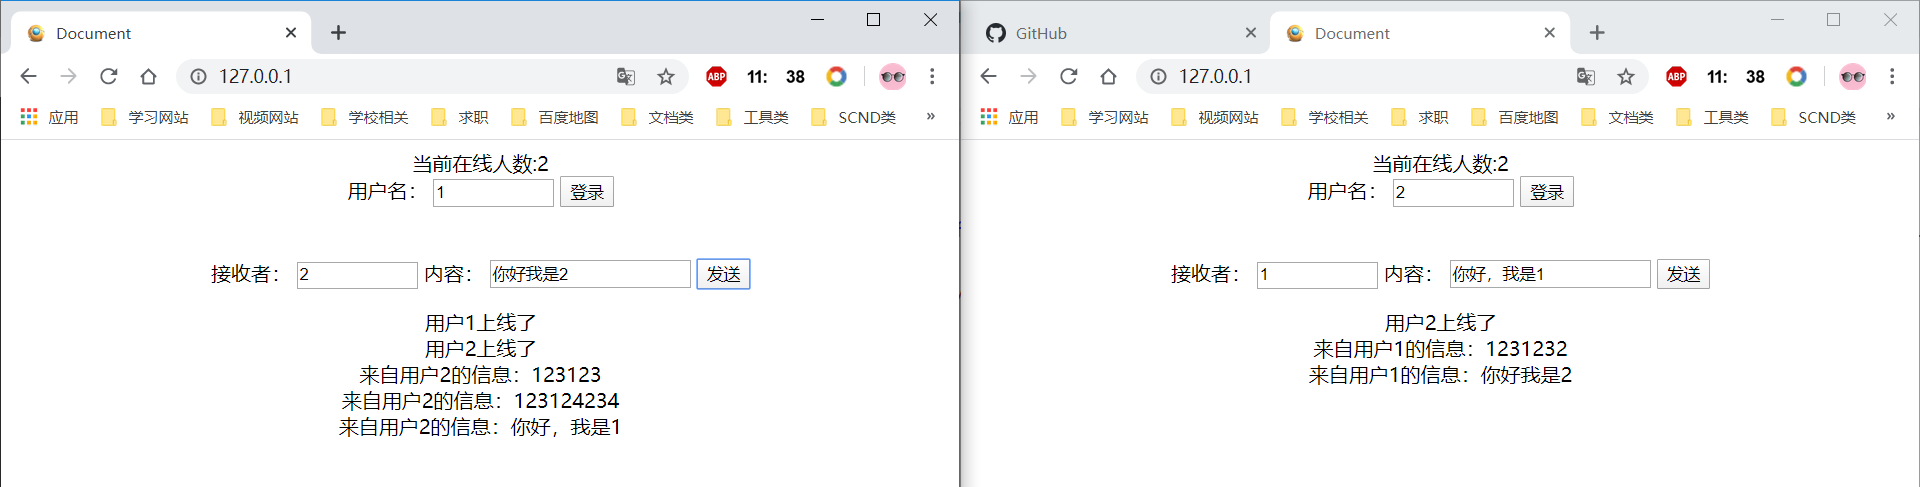 Document
127.0.0.1
ABP 11: 38
应用 学习网站 视频网站 学校相关 求职 百度地图 文档类 工具类 SCND类 »
当前在线人数:2
用户名： 1 登录
接收者： 2 内容： 你好我是2 发送
用户1上线了
用户2上线了
来自用户2的信息：123123
来自用户2的信息：123124234
来自用户2的信息：你好，我是1
GitHub Document
127.0.0.1
ABP 11: 38
应用 学习网站 视频网站 学校相关 求职 百度地图 文档类 工具类 SCND类 »
当前在线人数:2
用户名： 2 登录
接收者： 1 内容： 你好，我是1 发送
用户2上线了
来自用户1的信息：1231232
来自用户1的信息：你好我是2